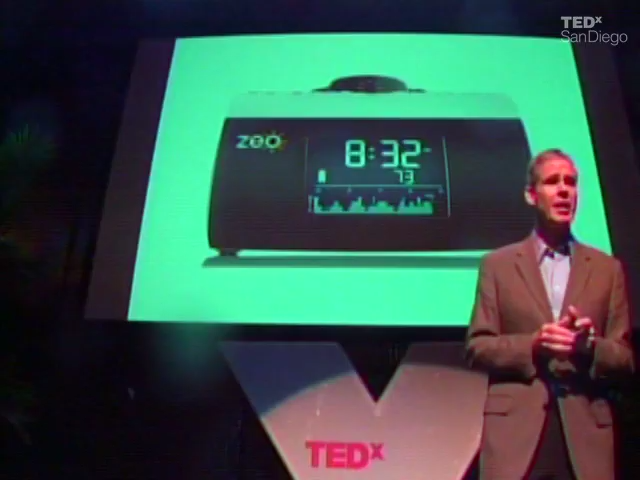 TEDx
SanDiego
zeo
8:32
73
TEDx